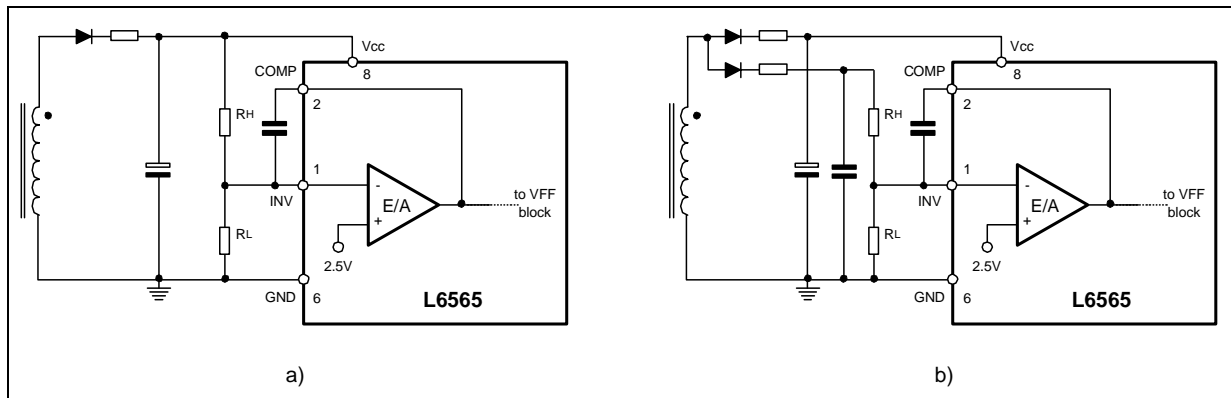 Vcc
COMP
8
2
RH
1
INV
-
E/A
+
to VFF
block
RL
2.5V
GND
6
L6565
a)
Vcc
COMP
8
2
RH
1
INV
-
E/A
+
to VFF
block
RL
2.5V
GND
6
L6565
b)